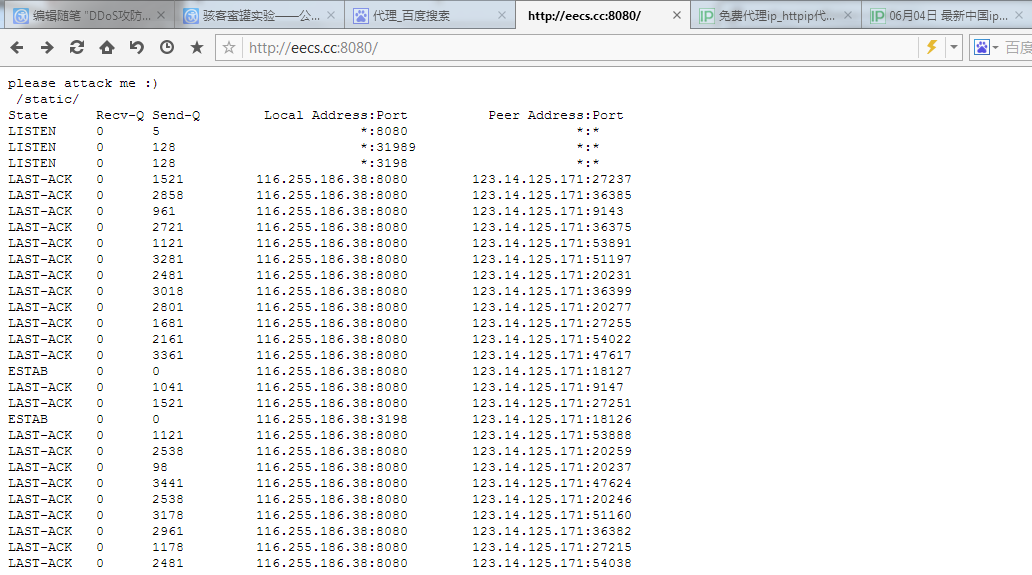 编辑随笔 "DDoS攻防...
骇客蜜罐实验——公...
代理_百度搜索
http://eecs.cc:8080/
免费代理ip_httpip代...
06月04日 最新中国ip...
http://eecs.cc:8080/
百度
please attack me :)
/static/
State Recv-Q Send-Q Local Address:Port Peer Address:Port
LISTEN 0 5 *:8080 *:*
LISTEN 0 128 *:31989 *:*
LISTEN 0 128 *:3198 *:*
LAST-ACK 0 1521 116.255.186.38:8080 123.14.125.171:27237
LAST-ACK 0 2858 116.255.186.38:8080 123.14.125.171:36385
LAST-ACK 0 961 116.255.186.38:8080 123.14.125.171:9143
LAST-ACK 0 2721 116.255.186.38:8080 123.14.125.171:36375
LAST-ACK 0 1121 116.255.186.38:8080 123.14.125.171:53891
LAST-ACK 0 3281 116.255.186.38:8080 123.14.125.171:51197
LAST-ACK 0 2481 116.255.186.38:8080 123.14.125.171:20231
LAST-ACK 0 3018 116.255.186.38:8080 123.14.125.171:36399
LAST-ACK 0 2801 116.255.186.38:8080 123.14.125.171:20277
LAST-ACK 0 1681 116.255.186.38:8080 123.14.125.171:27255
LAST-ACK 0 2161 116.255.186.38:8080 123.14.125.171:54022
LAST-ACK 0 3361 116.255.186.38:8080 123.14.125.171:47617
ESTAB 0 0 116.255.186.38:8080 123.14.125.171:18127
LAST-ACK 0 1041 116.255.186.38:8080 123.14.125.171:9147
LAST-ACK 0 1521 116.255.186.38:8080 123.14.125.171:27251
ESTAB 0 0 116.255.186.38:3198 123.14.125.171:18126
LAST-ACK 0 1121 116.255.186.38:8080 123.14.125.171:53888
LAST-ACK 0 2538 116.255.186.38:8080 123.14.125.171:20259
LAST-ACK 0 98 116.255.186.38:8080 123.14.125.171:20237
LAST-ACK 0 3441 116.255.186.38:8080 123.14.125.171:47624
LAST-ACK 0 2538 116.255.186.38:8080 123.14.125.171:20246
LAST-ACK 0 3178 116.255.186.38:8080 123.14.125.171:51160
LAST-ACK 0 2961 116.255.186.38:8080 123.14.125.171:36382
LAST-ACK 0 1178 116.255.186.38:8080 123.14.125.171:27215
LAST-ACK 0 2481 116.255.186.38:8080 123.14.125.171:54038